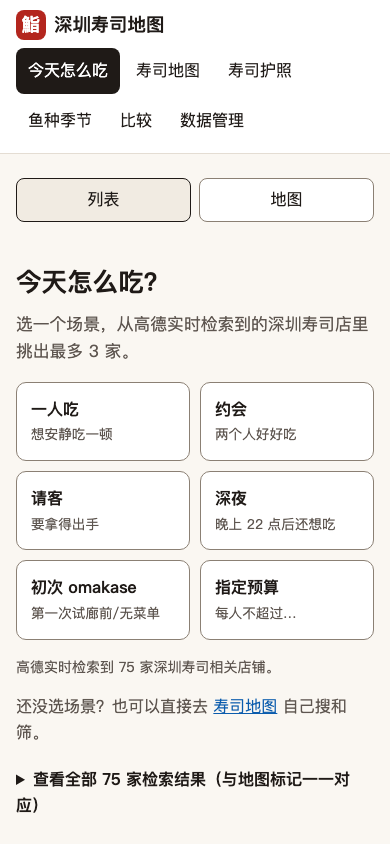 鮨 深圳寿司地图
今天怎么吃 寿司地图 寿司护照
鱼种季节 比较 数据管理
列表 地图
今天怎么吃？
选一个场景，从高德实时检索到的深圳寿司店里
挑出最多 3 家。
一人吃
想安静吃一顿
约会
两个人好好吃
请客
要拿得出手
深夜
晚上 22 点后还想吃
初次 omakase
第一次试廊前/无菜单
指定预算
每人不超过…
高德实时检索到 75 家深圳寿司相关店铺。
还没选场景？也可以直接去 寿司地图 自己搜和
筛。
▶ 查看全部 75 家检索结果（与地图标记一一对
应）